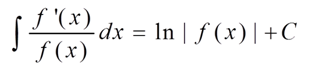 ∫ f '(x) / f (x) dx = ln | f (x) | + C